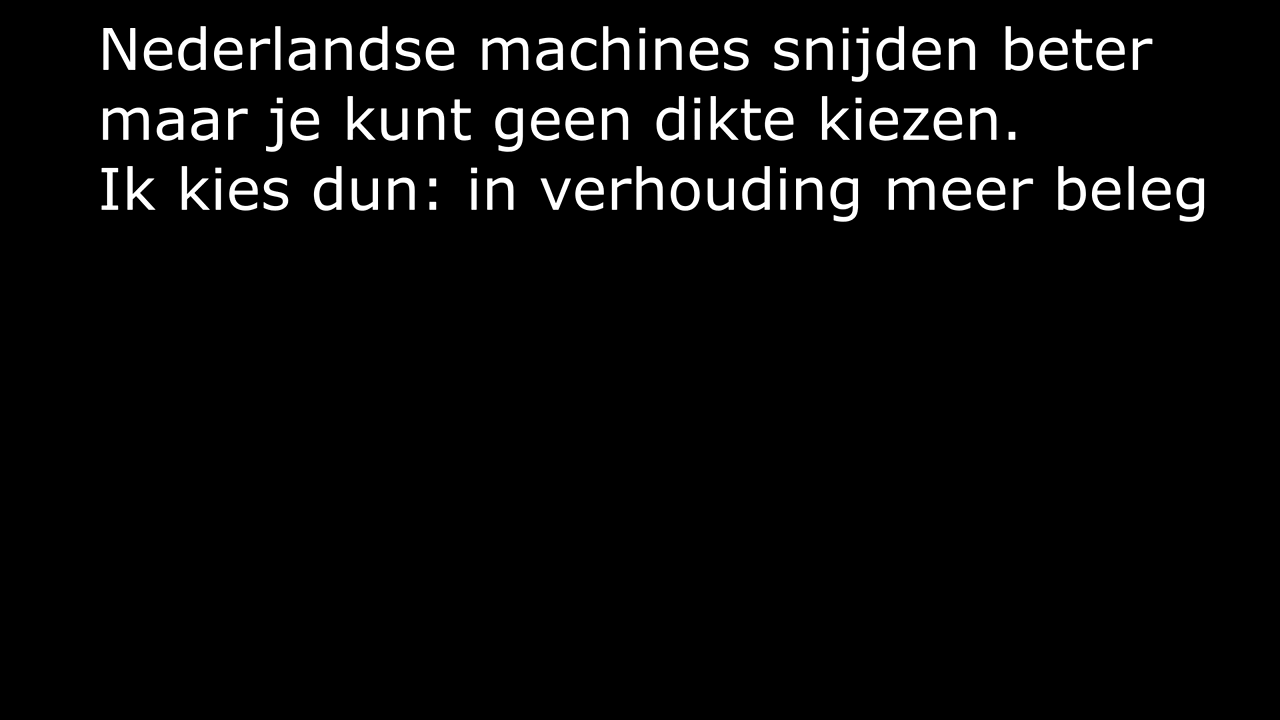 Nederlandse machines snijden beter
maar je kunt geen dikte kiezen.
Ik kies dun: in verhouding meer beleg